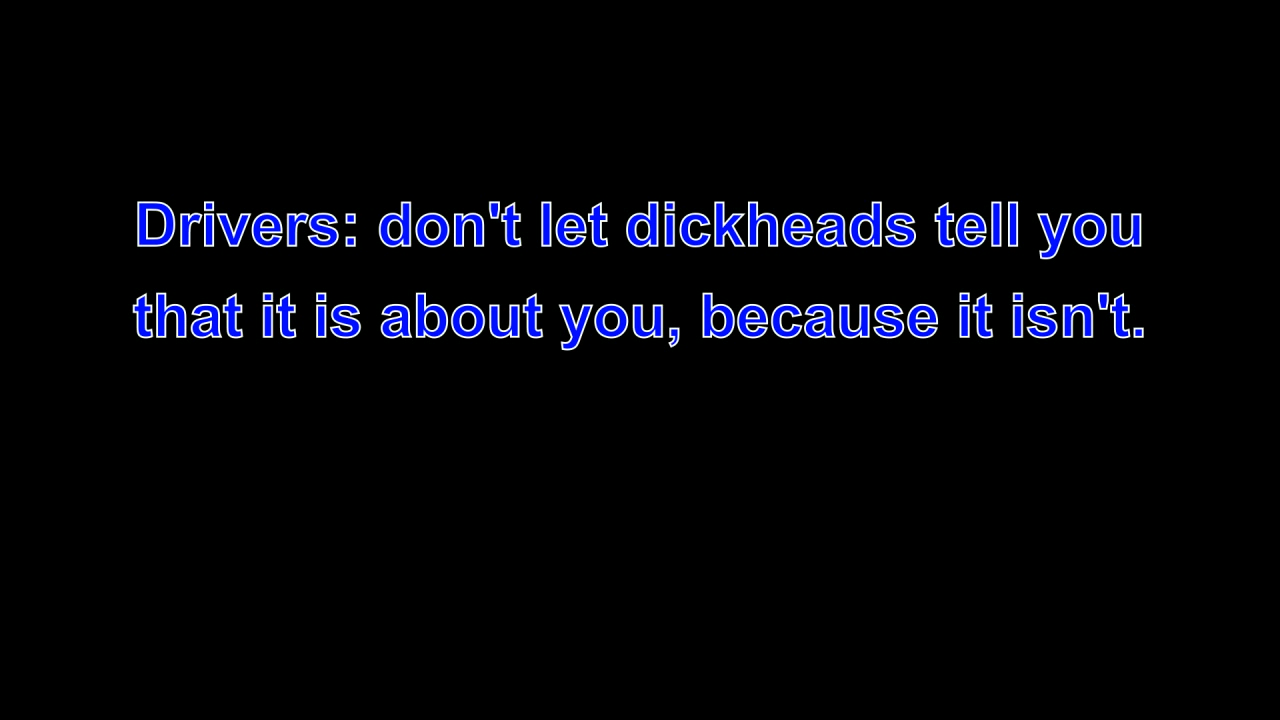 Drivers: don't let dickheads tell you
that it is about you, because it isn't.